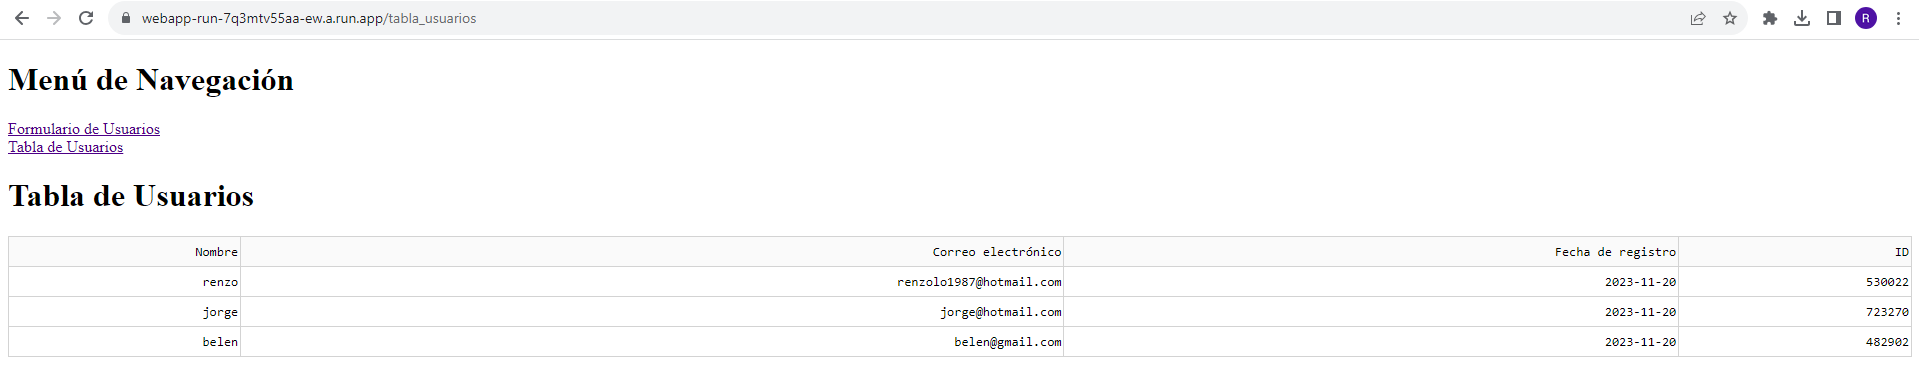 webapp-run-7q3mtv55aa-ew.a.run.app/tabla_usuarios
R
Menú de Navegación
Formulario de Usuarios
Tabla de Usuarios
Tabla de Usuarios
Nombre Correo electrónico Fecha de registro ID
renzo renzolo1987@hotmail.com 2023-11-20 530022
jorge jorge@hotmail.com 2023-11-20 723270
belen belen@gmail.com 2023-11-20 482902